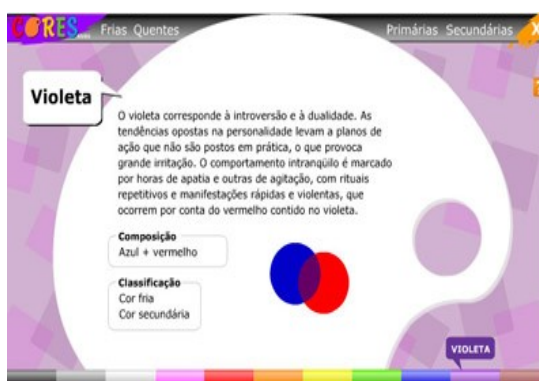 CORES
Frias Quentes
Primárias Secundárias X
Violeta
O violeta corresponde à introversão e à dualidade. As
tendências opostas na personalidade levam a planos de
ação que não são postos em prática, o que provoca
grande irritação. O comportamento intranqüilo é marcado
por horas de apatia e outras de agitação, com rituais
repetitivos e manifestações rápidas e violentas, que
ocorrem por conta do vermelho contido no violeta.
Composição
Azul + vermelho
Classificação
Cor fria
Cor secundária
VIOLETA